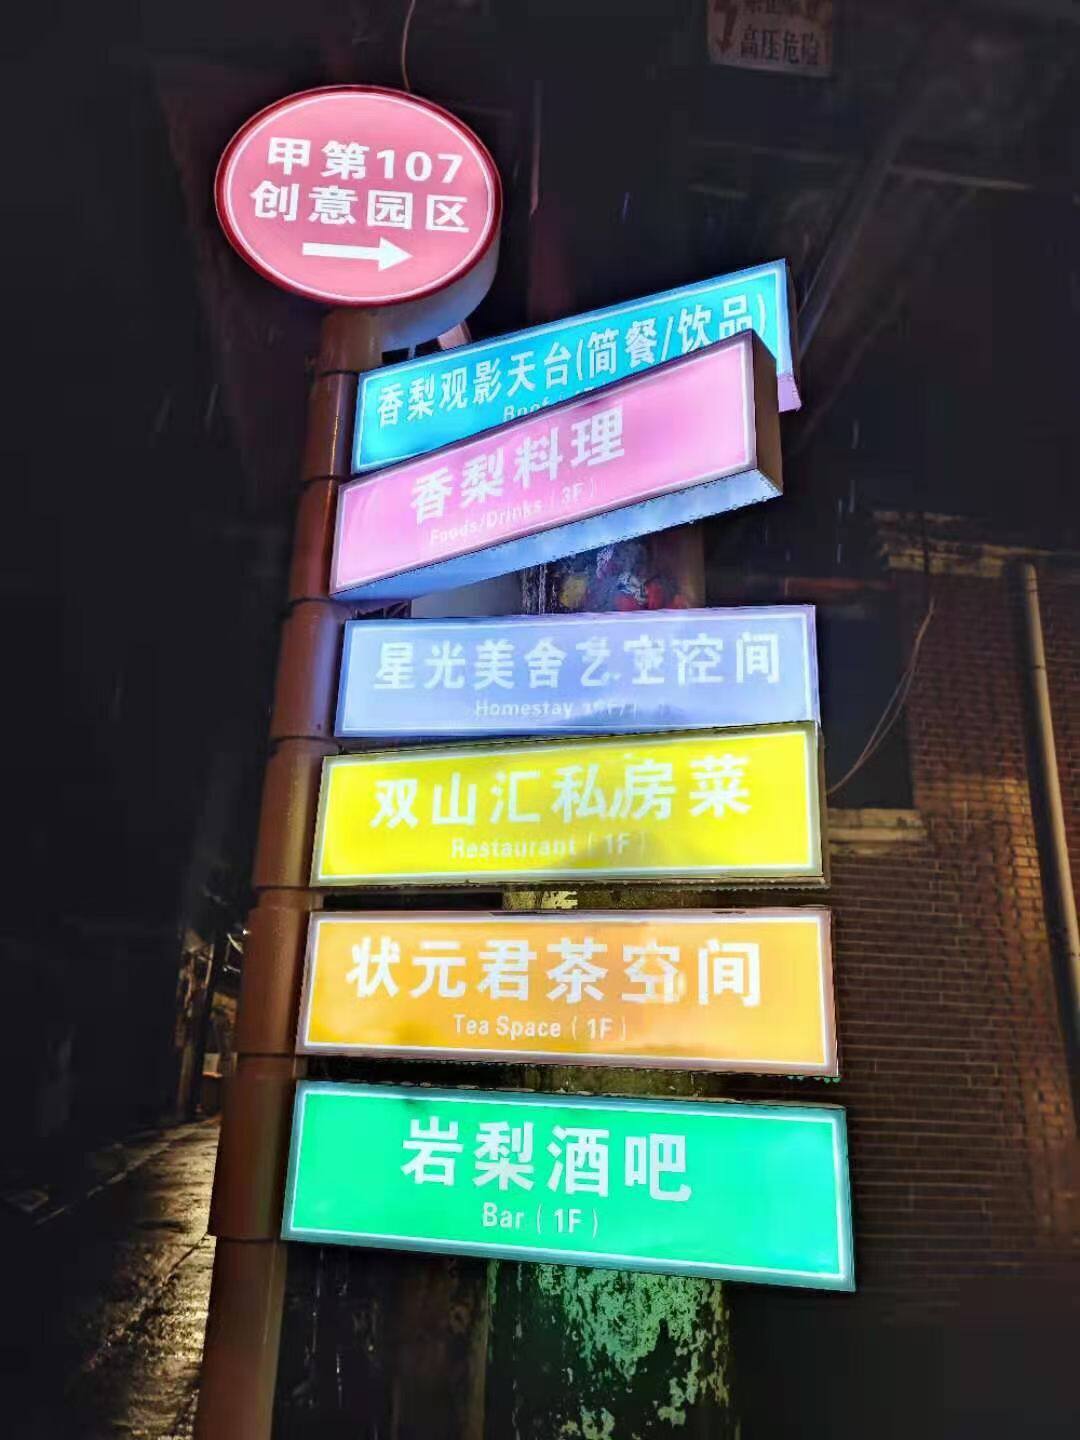 高压危险
甲第107
创意园区
香梨观影天台(简餐/饮品)
香梨料理
Foods/Drinks (3F)
星光美舍艺空间
Homestay
双山汇私房菜
Restaurant (1F)
状元君茶空间
Tea Space (1F)
岩梨酒吧
Bar (1F)